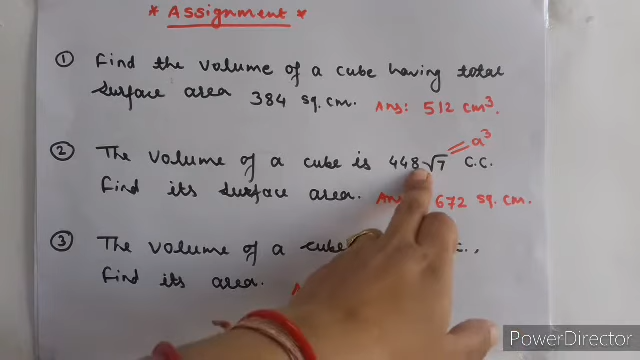 * Assignment *
① Find the volume of a cube having total
surface area 384 sq.cm. Ans: 512 cm³.
= a³
② The volume of a cube is 448√7 C.C.
Find its surface area. 672 sq. cm.
③ The volume of a cube
Find its area.
PowerDirector